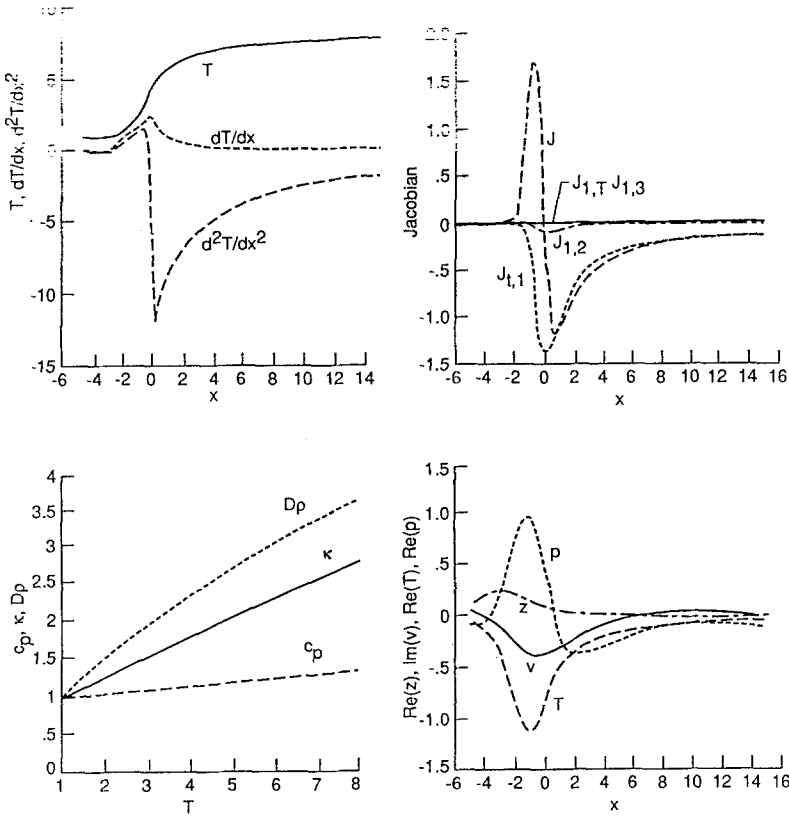 10
5
0
-5
-10
-15
T, dT/dx, d²T/dx²
T
dT/dx
d²T/dx²
-6 -4 -2 0 2 4 6 8 10 12 14
x
2.0
1.5
1.0
.5
0
-.5
-1.0
-1.5
Jacobian
J
J1,T J1,3
J1,2
Jt,1
-6 -4 -2 0 2 4 6 8 10 12 14 16
x
4
3.5
3
2.5
2
1.5
1
.5
0
cp, κ, Dρ
Dρ
κ
cp
1 2 3 4 5 6 7 8
T
1.5
1.0
0.5
0
-0.5
-1.0
-1.5
Re(z), Im(v), Re(T), Re(p)
p
z
v
T
-6 -4 -2 0 2 4 6 8 10 12 14 16
x